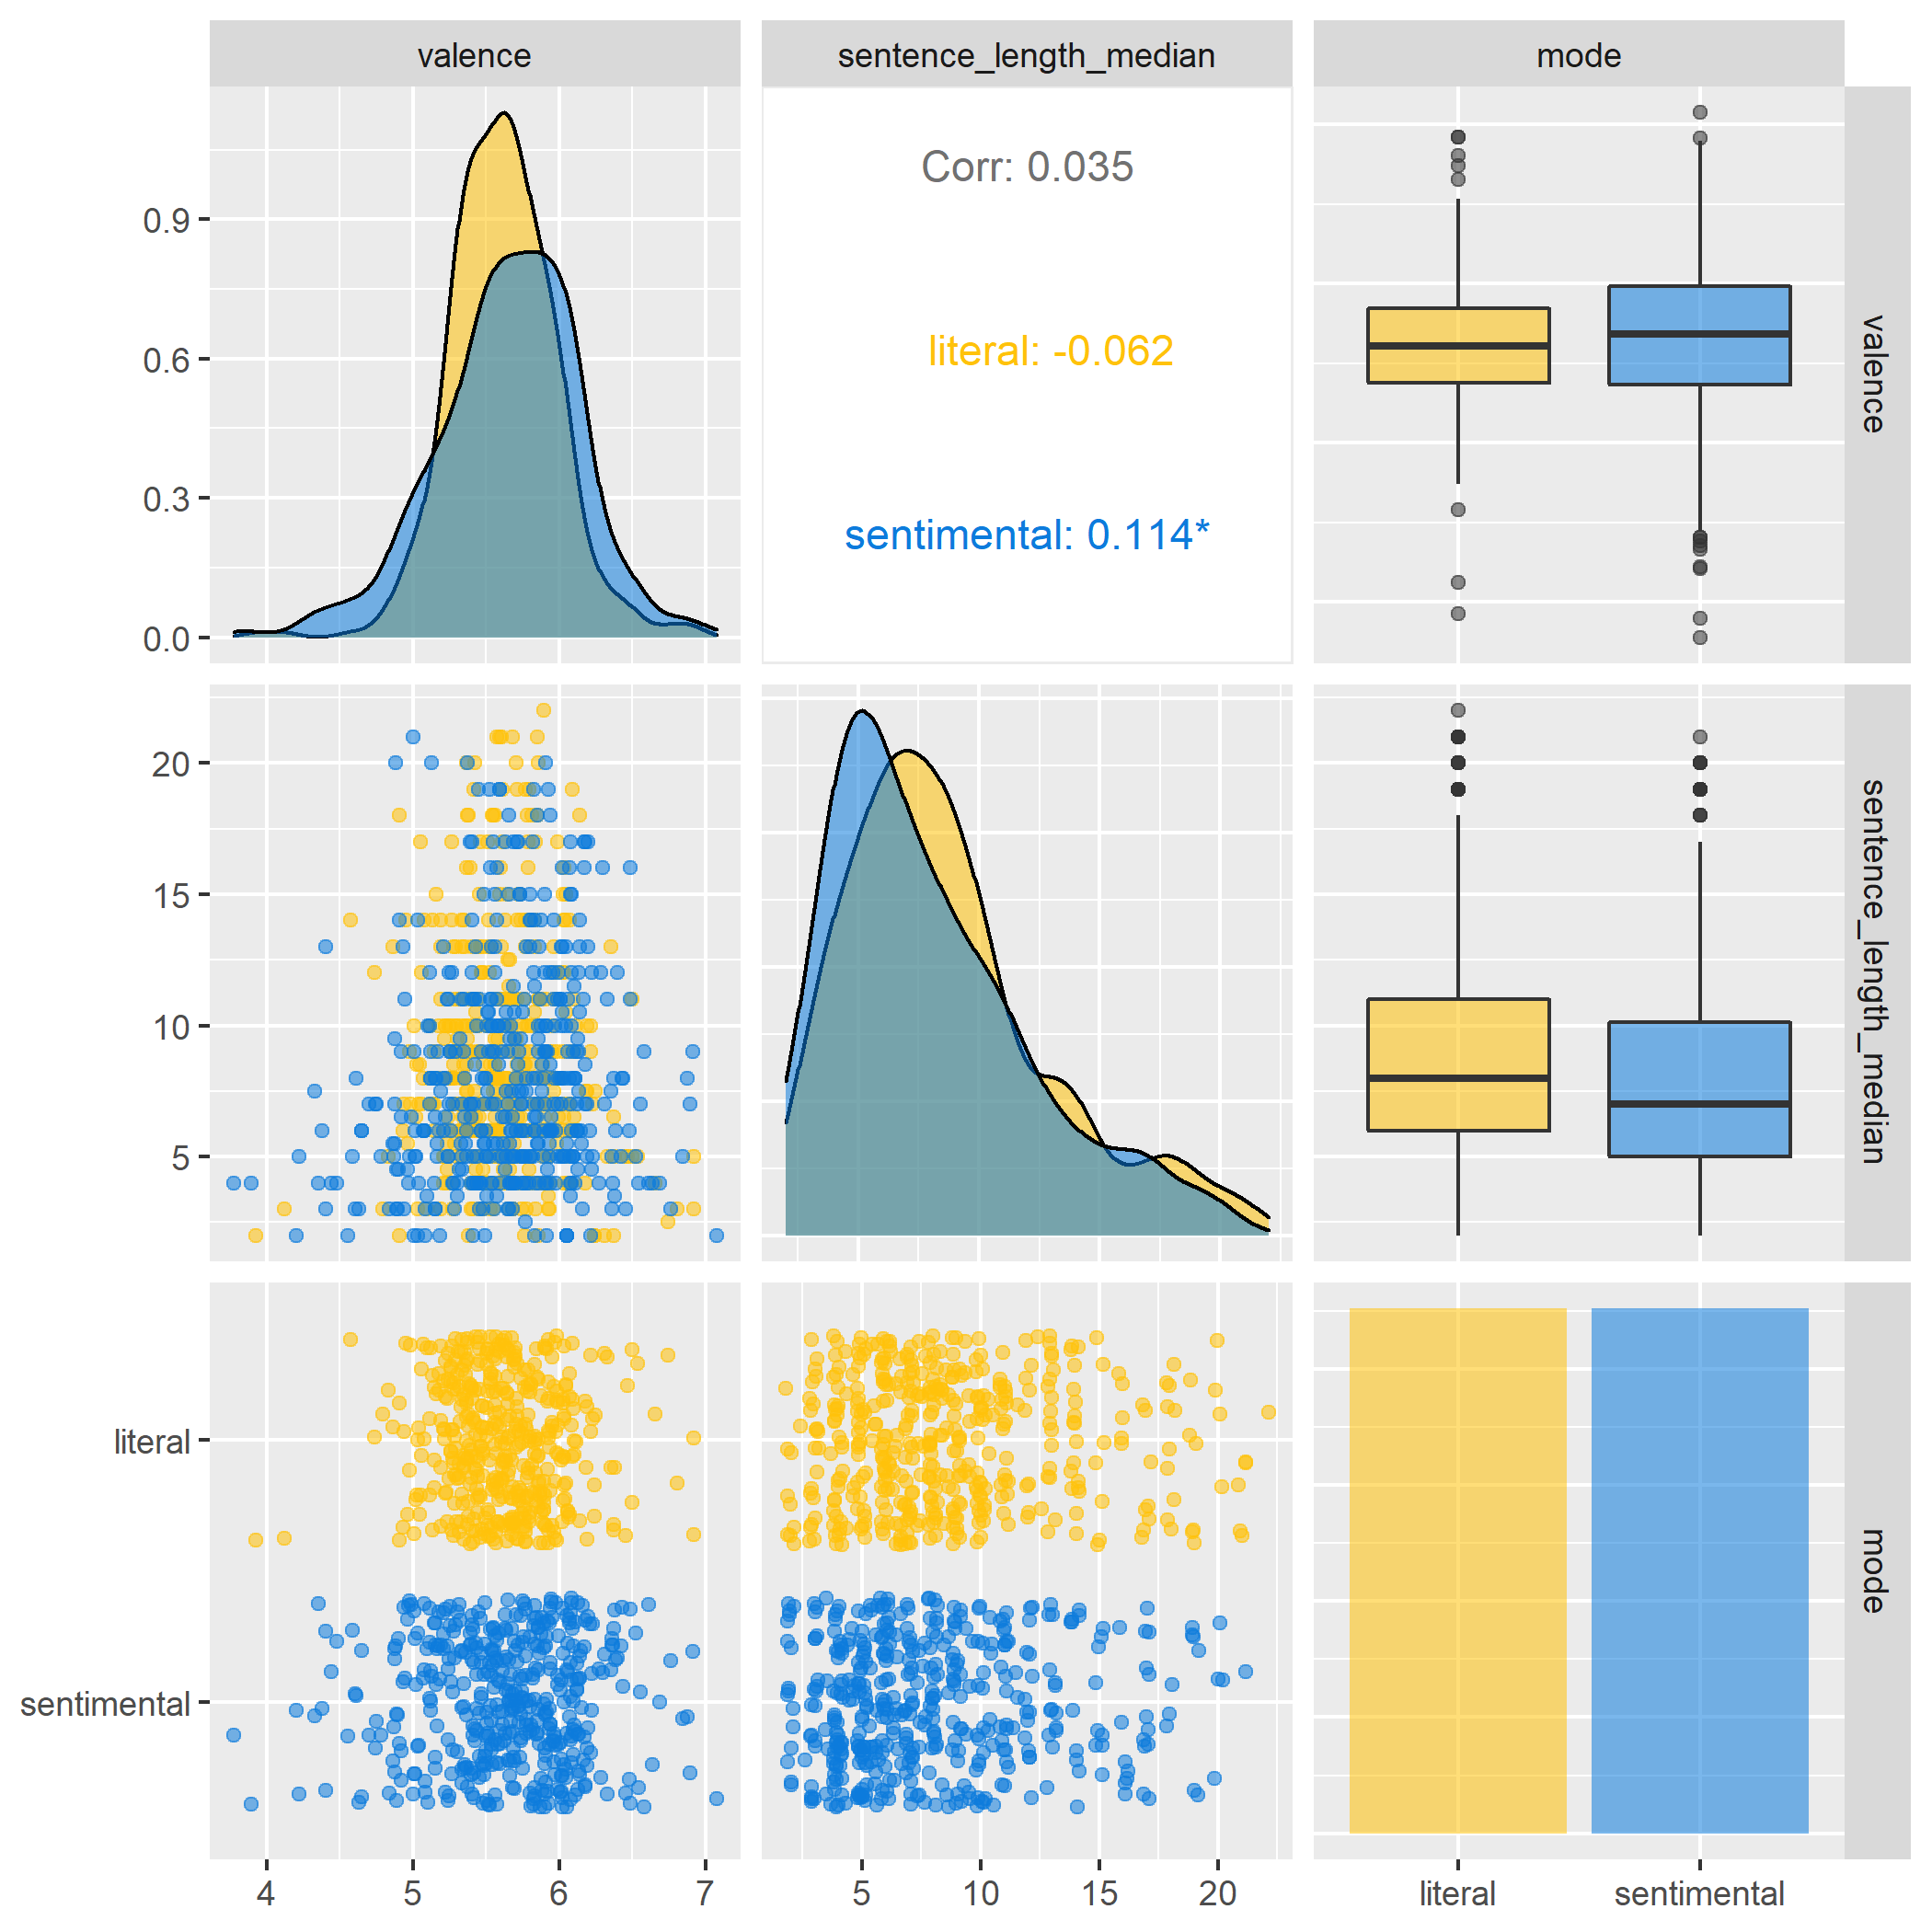 valence
sentence_length_median
mode
Corr: 0.035
literal: -0.062
sentimental: 0.114*
0.9
0.6
0.3
0.0
valence
20
15
10
5
sentence_length_median
literal
sentimental
mode
4 5 6 7
5 10 15 20
literal sentimental